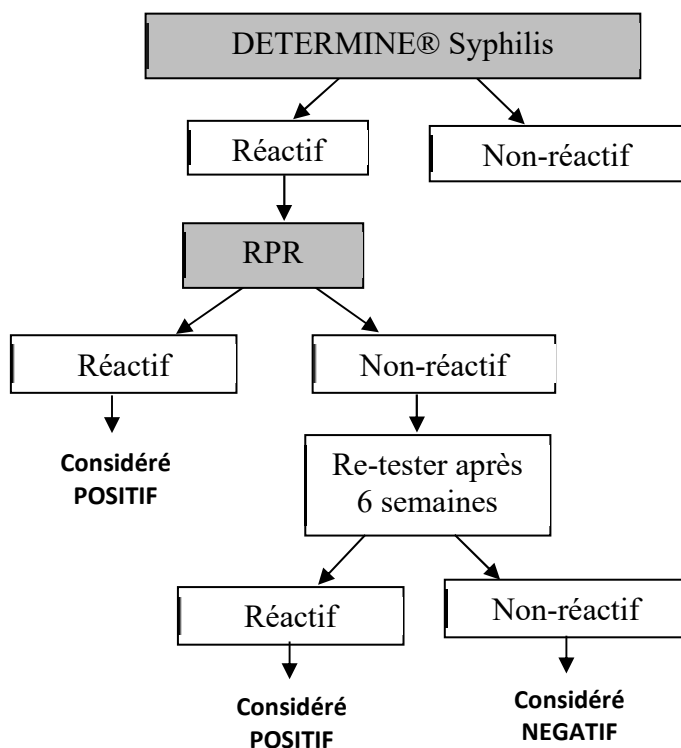 DETERMINE® Syphilis
Réactif
Non-réactif
RPR
Réactif
Non-réactif
Considéré
POSITIF
Re-tester après
6 semaines
Réactif
Non-réactif
Considéré
POSITIF
Considéré
NEGATIF